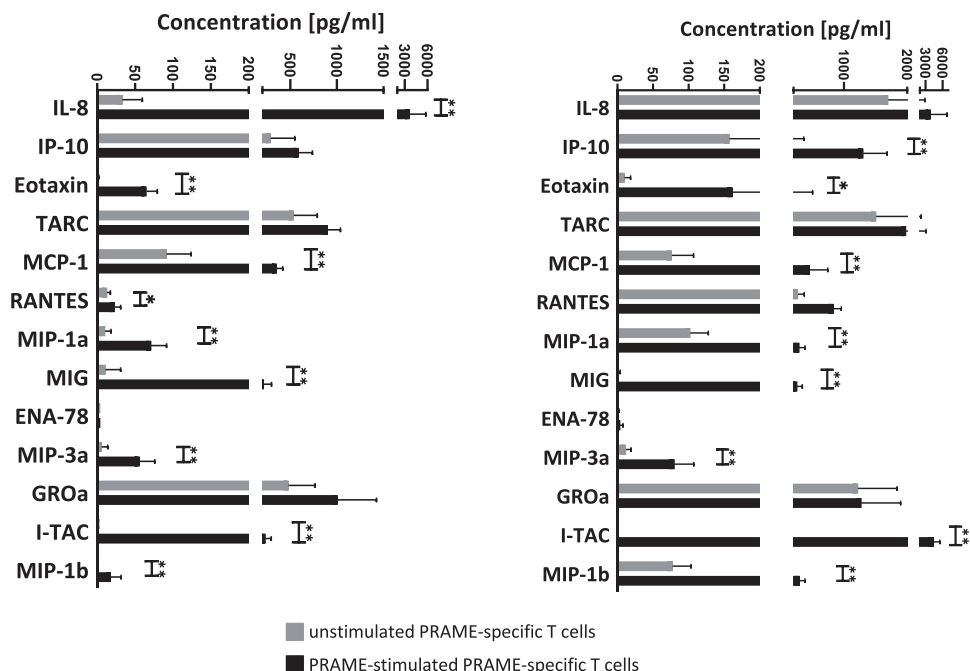 Concentration [pg/ml]
0 50 100 150 200 500 1000 1500 3000 6000
IL-8 **
IP-10
Eotaxin **
TARC
MCP-1 **
RANTES *
MIP-1a **
MIG **
ENA-78
MIP-3a **
GROa
I-TAC **
MIP-1b **
Concentration [pg/ml]
0 50 100 150 200 1000 2000 3000 6000
IL-8
IP-10 **
Eotaxin *
TARC
MCP-1 **
RANTES
MIP-1a **
MIG **
ENA-78
MIP-3a **
GROa
I-TAC **
MIP-1b **
unstimulated PRAME-specific T cells
PRAME-stimulated PRAME-specific T cells